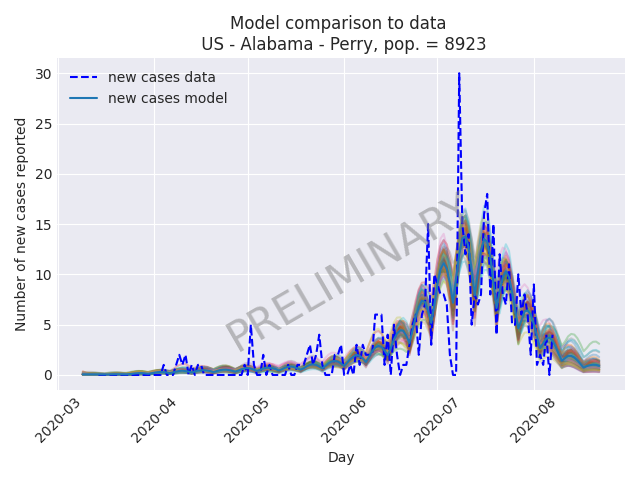 Model comparison to data
US - Alabama - Perry, pop. = 8923
new cases data
new cases model
PRELIMINARY
Number of new cases reported
30
25
20
15
10
5
0
2020-03
2020-04
2020-05
2020-06
2020-07
2020-08
Day